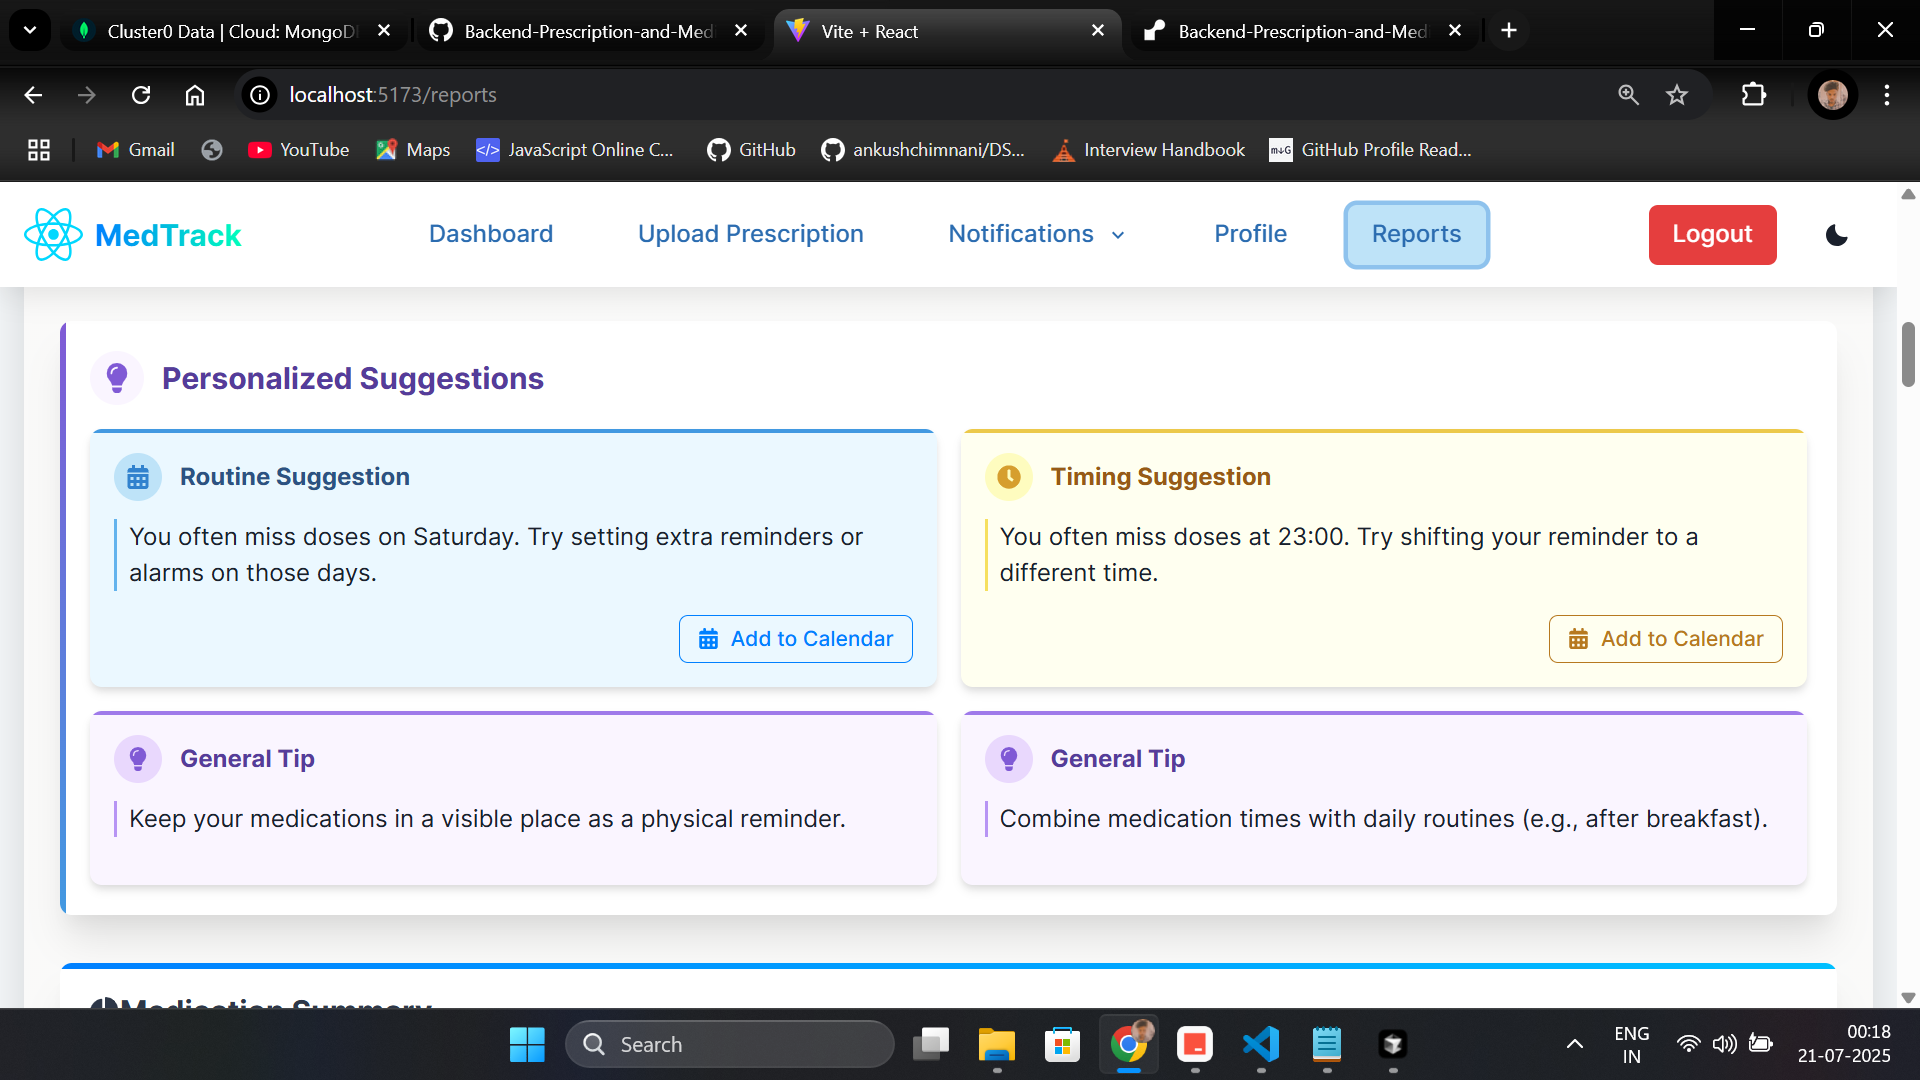 Cluster0 Data | Cloud: MongoD
Backend-Prescription-and-Med
Vite + React
Backend-Prescription-and-Med
localhost:5173/reports
Gmail
YouTube
Maps
</> JavaScript Online C...
GitHub
ankushchimnani/DS...
Interview Handbook
GitHub Profile Read...
MedTrack
Dashboard
Upload Prescription
Notifications
Profile
Reports
Logout
Personalized Suggestions
Routine Suggestion
You often miss doses on Saturday. Try setting extra reminders or
alarms on those days.
Add to Calendar
Timing Suggestion
You often miss doses at 23:00. Try shifting your reminder to a
different time.
Add to Calendar
General Tip
Keep your medications in a visible place as a physical reminder.
General Tip
Combine medication times with daily routines (e.g., after breakfast).
Medication Summary
Search
ENG
IN
00:18
21-07-2025